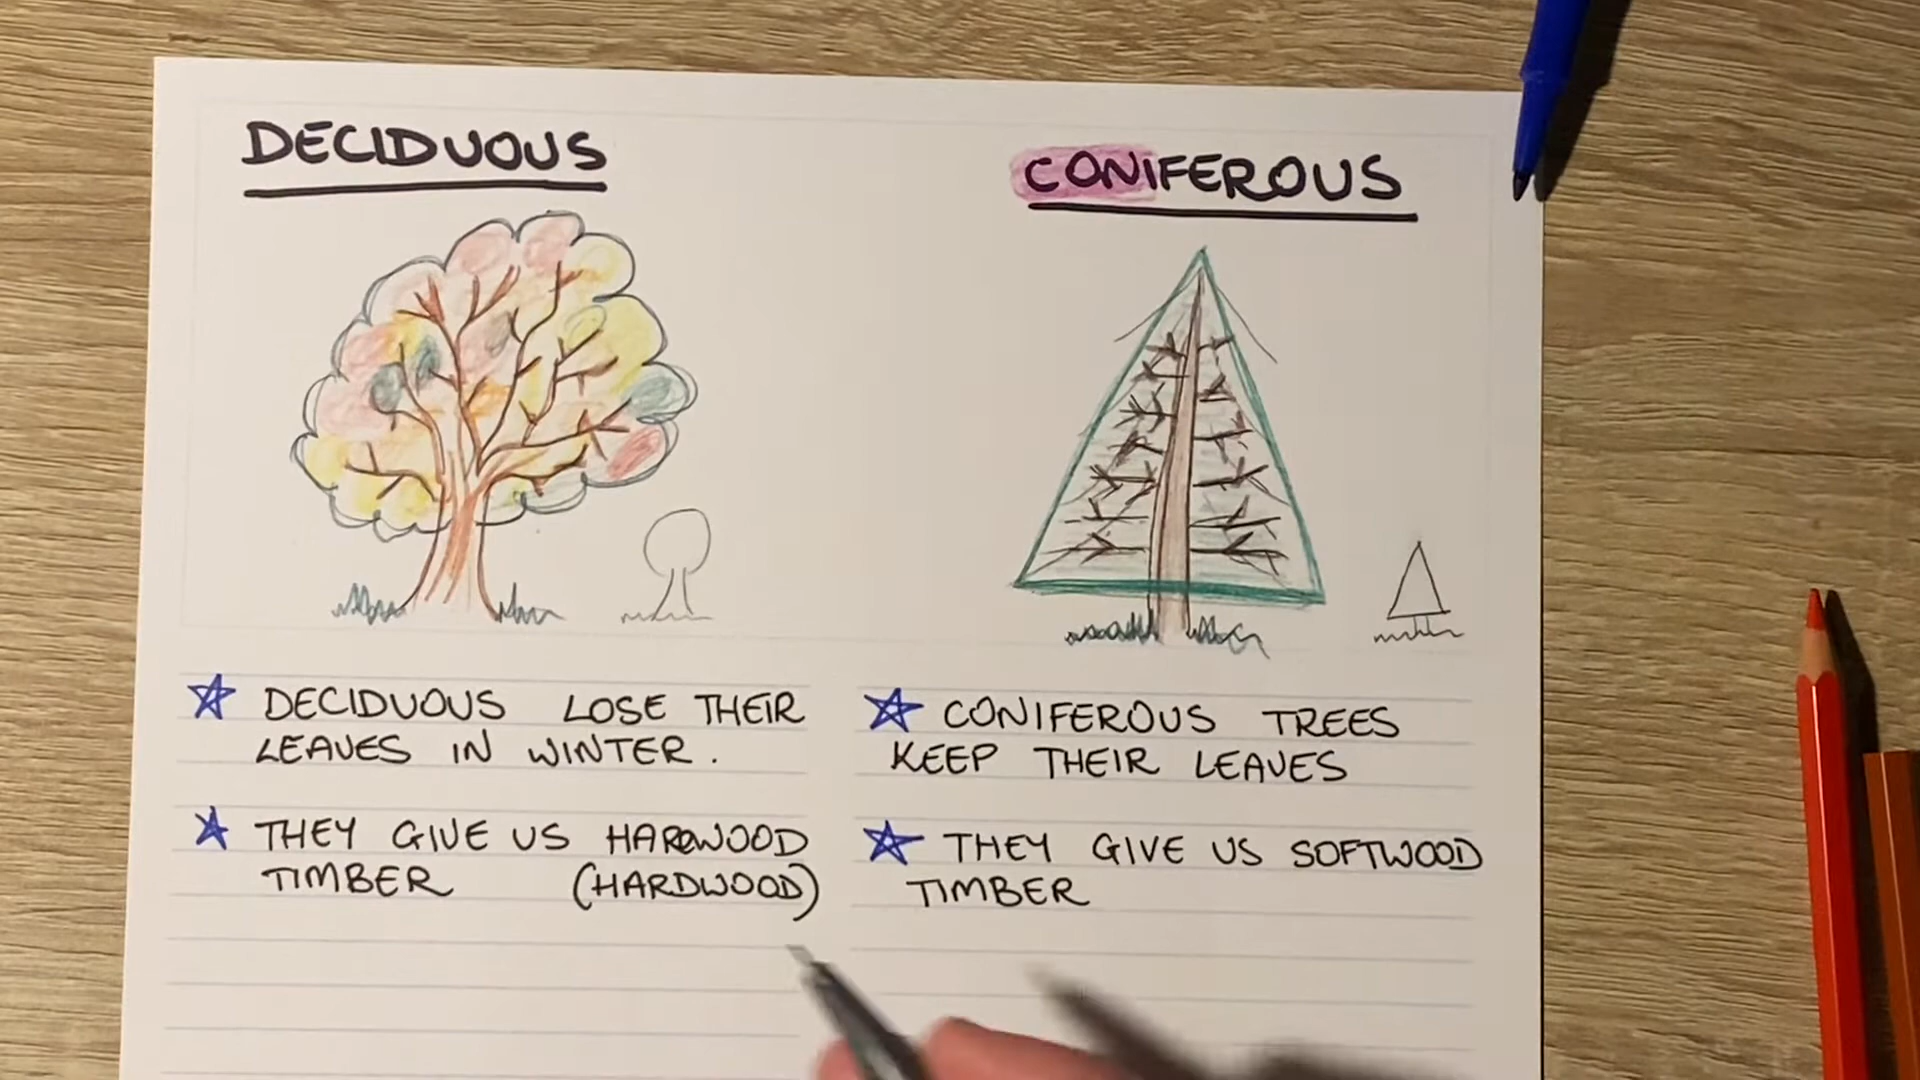 DECIDUOUS
CONIFEROUS
DECIDUOUS LOSE THEIR
LEAVES IN WINTER.
THEY GIVE US HARDWOOD
TIMBER (HARDWOOD)
CONIFEROUS TREES
KEEP THEIR LEAVES
THEY GIVE US SOFTWOOD
TIMBER